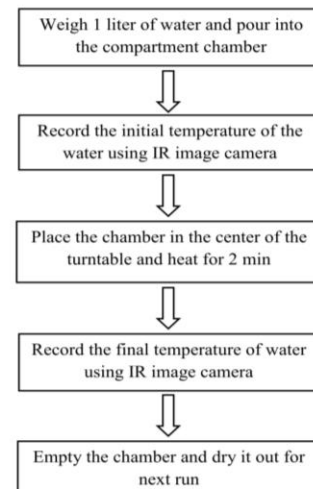 Weigh 1 liter of water and pour into
the compartment chamber
Record the initial temperature of the
water using IR image camera
Place the chamber in the center of the
turntable and heat for 2 min
Record the final temperature of water
using IR image camera
Empty the chamber and dry it out for
next run